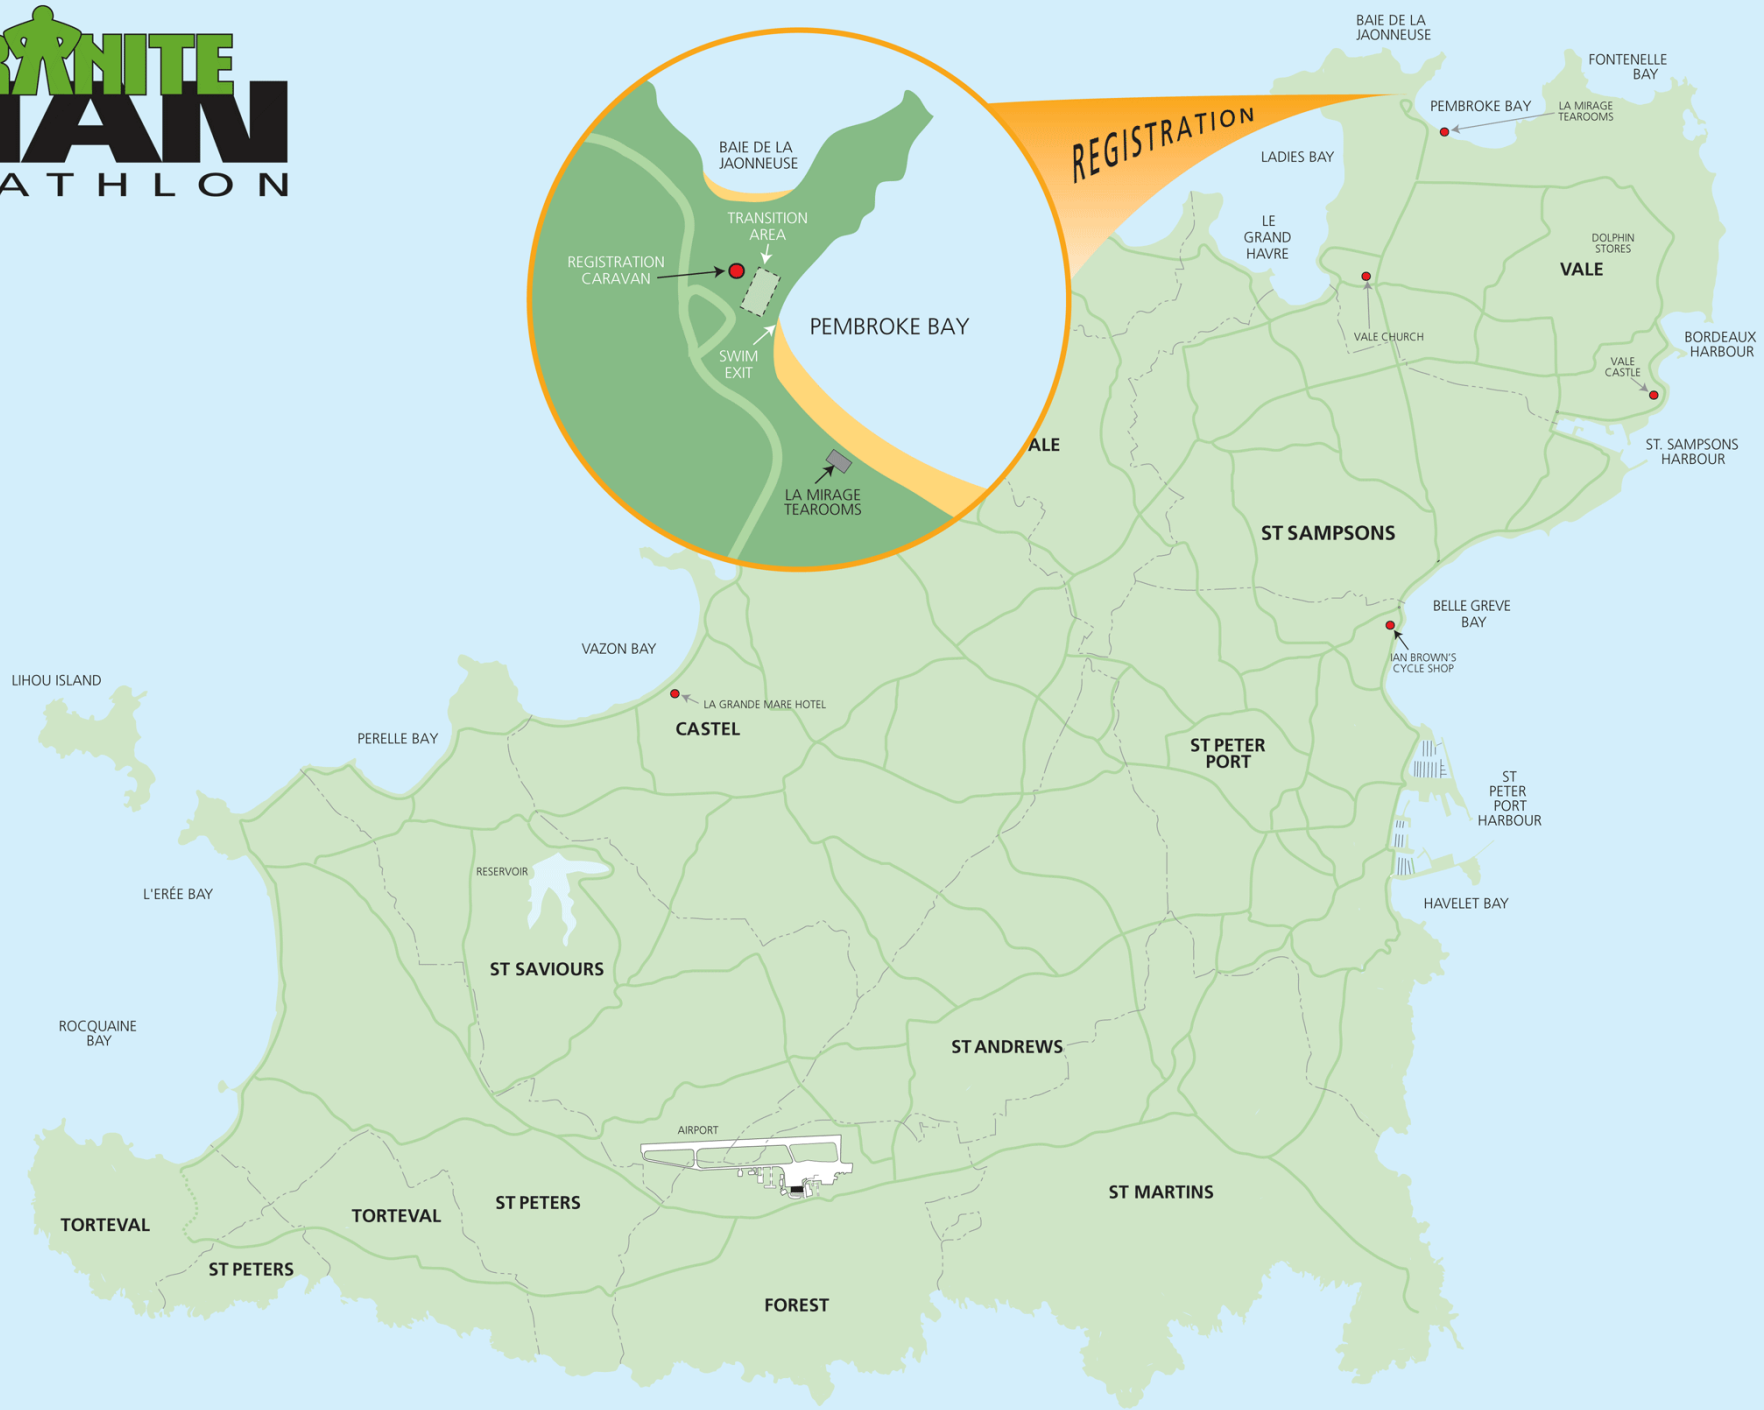 RANITE
MAN
ATHLON
BAIE DE LA
JAONNEUSE
FONTENELLE
BAY
PEMBROKE BAY
LA MIRAGE
TEAROOMS
REGISTRATION
LADIES BAY
BAIE DE LA
JAONNEUSE
TRANSITION
AREA
REGISTRATION
CARAVAN
PEMBROKE BAY
SWIM
EXIT
LA MIRAGE
TEAROOMS
LE
GRAND
HAVRE
DOLPHIN
STORES
VALE
VALE CHURCH
BORDEAUX
HARBOUR
VALE
CASTLE
ALE
ST. SAMPSONS
HARBOUR
ST SAMPSONS
BELLE GREVE
BAY
IAN BROWN'S
CYCLE SHOP
VAZON BAY
LIHOU ISLAND
LA GRANDE MARE HOTEL
CASTEL
PERELLE BAY
ST PETER
PORT
ST
PETER
PORT
HARBOUR
RESERVOIR
L'ERÉE BAY
HAVELET BAY
ST SAVIOURS
ROCQUAINE
BAY
ST ANDREWS
AIRPORT
ST MARTINS
ST PETERS
TORTEVAL
TORTEVAL
ST PETERS
FOREST